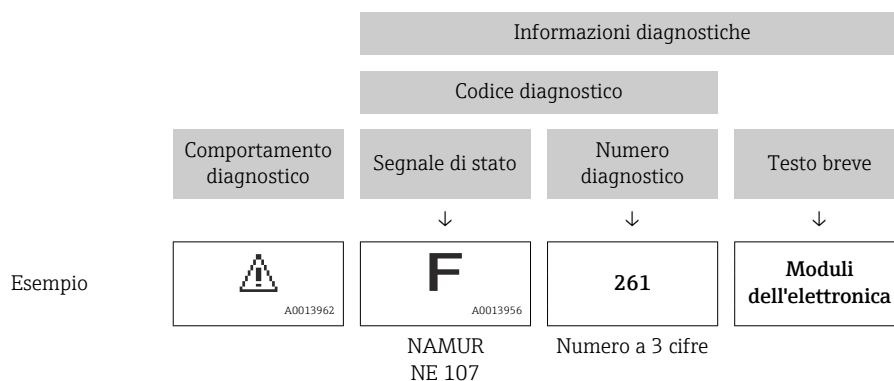 Informazioni diagnostiche
Codice diagnostico
Comportamento
diagnostico
Segnale di stato
Numero
diagnostico
Testo breve
↓ ↓ ↓
Esempio
A0013962
F
A0013956
261
Moduli
dell'elettronica
NAMUR
NE 107
Numero a 3 cifre